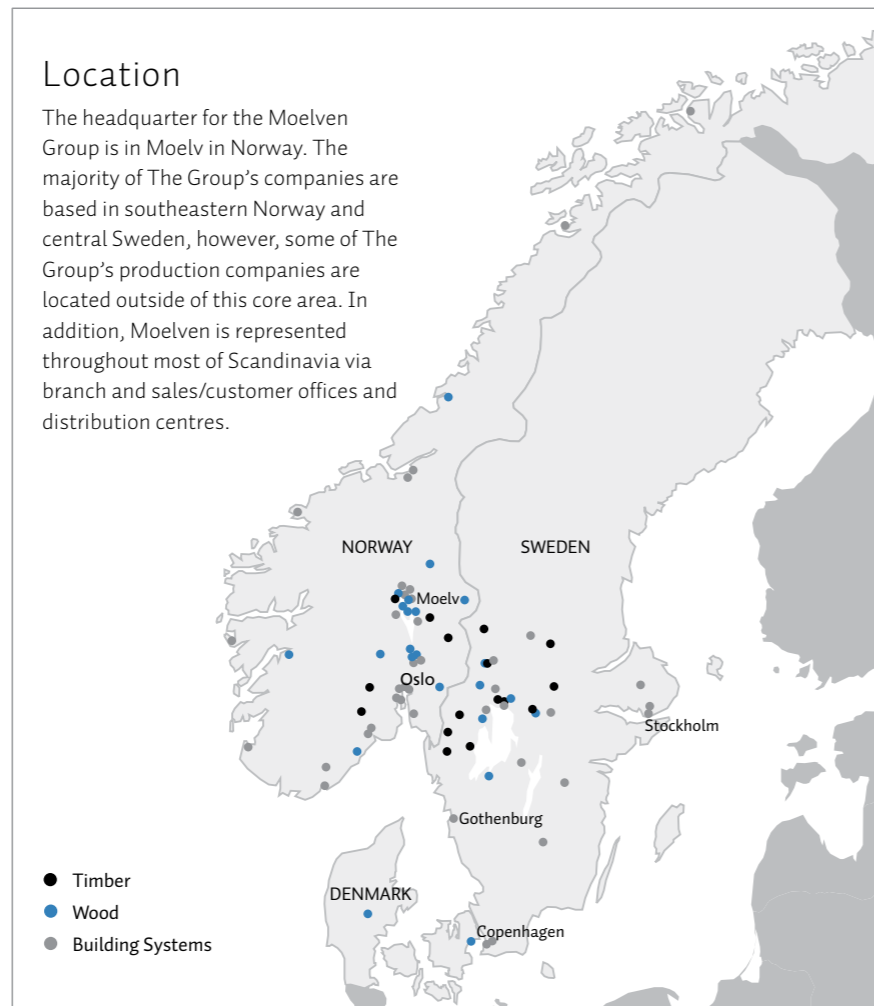 Location
The headquarter for the Moelven
Group is in Moelv in Norway. The
majority of The Group's companies are
based in southeastern Norway and
central Sweden, however, some of The
Group's production companies are
located outside of this core area. In
addition, Moelven is represented
throughout most of Scandinavia via
branch and sales/customer offices and
distribution centres.
NORWAY
SWEDEN
Moelv
Oslo
Stockholm
Gothenburg
DENMARK
Copenhagen
Timber
Wood
Building Systems